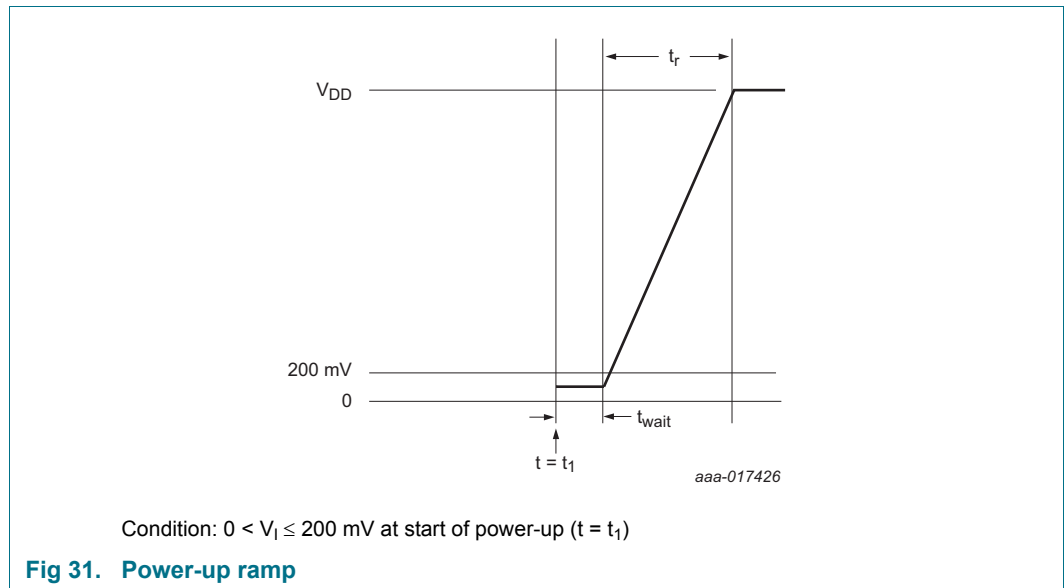 tr
VDD
200 mV
0
twait
t = t1
aaa-017426
Condition: 0 < VI ≤ 200 mV at start of power-up (t = t1)
Fig 31. Power-up ramp